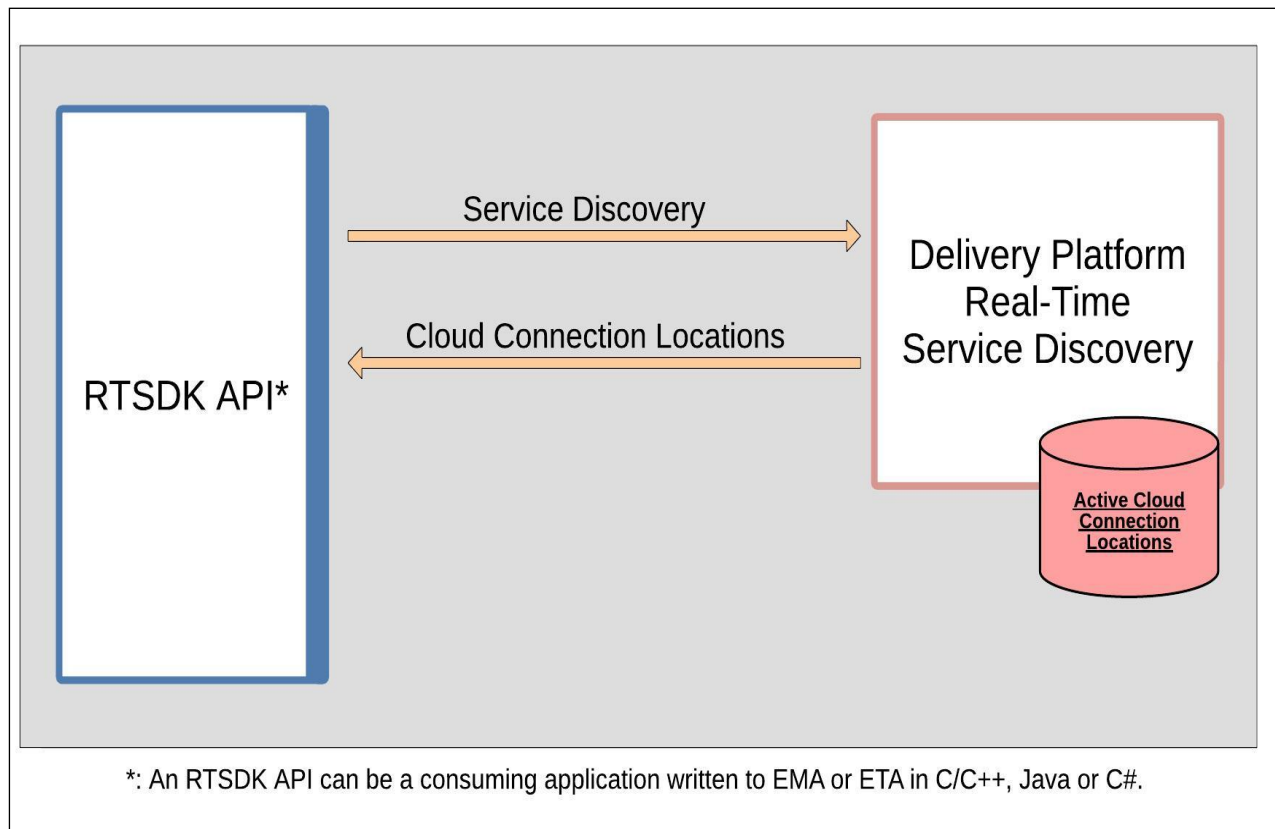 Service Discovery
Cloud Connection Locations
RTSDK API*
Delivery Platform
Real-Time
Service Discovery
Active Cloud
Connection
Locations
*: An RTSDK API can be a consuming application written to EMA or ETA in C/C++, Java or C#.